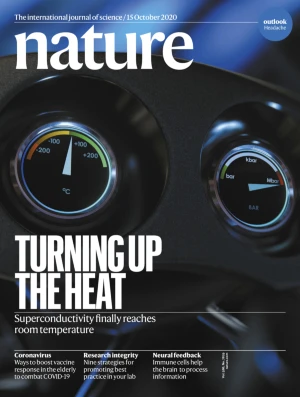 The international journal of science / 15 October 2020
outlook
Headache
nature
-100
+100
-200
+200
°C
kbar
bar
Mbar
BAR
TURNING UP
THE HEAT
Superconductivity finally reaches
room temperature
Coronavirus
Ways to boost vaccine
response in the elderly
to combat COVID-19
Research integrity
Nine strategies for
promoting best
practice in your lab
Neural feedback
Immune cells help
the brain to process
information